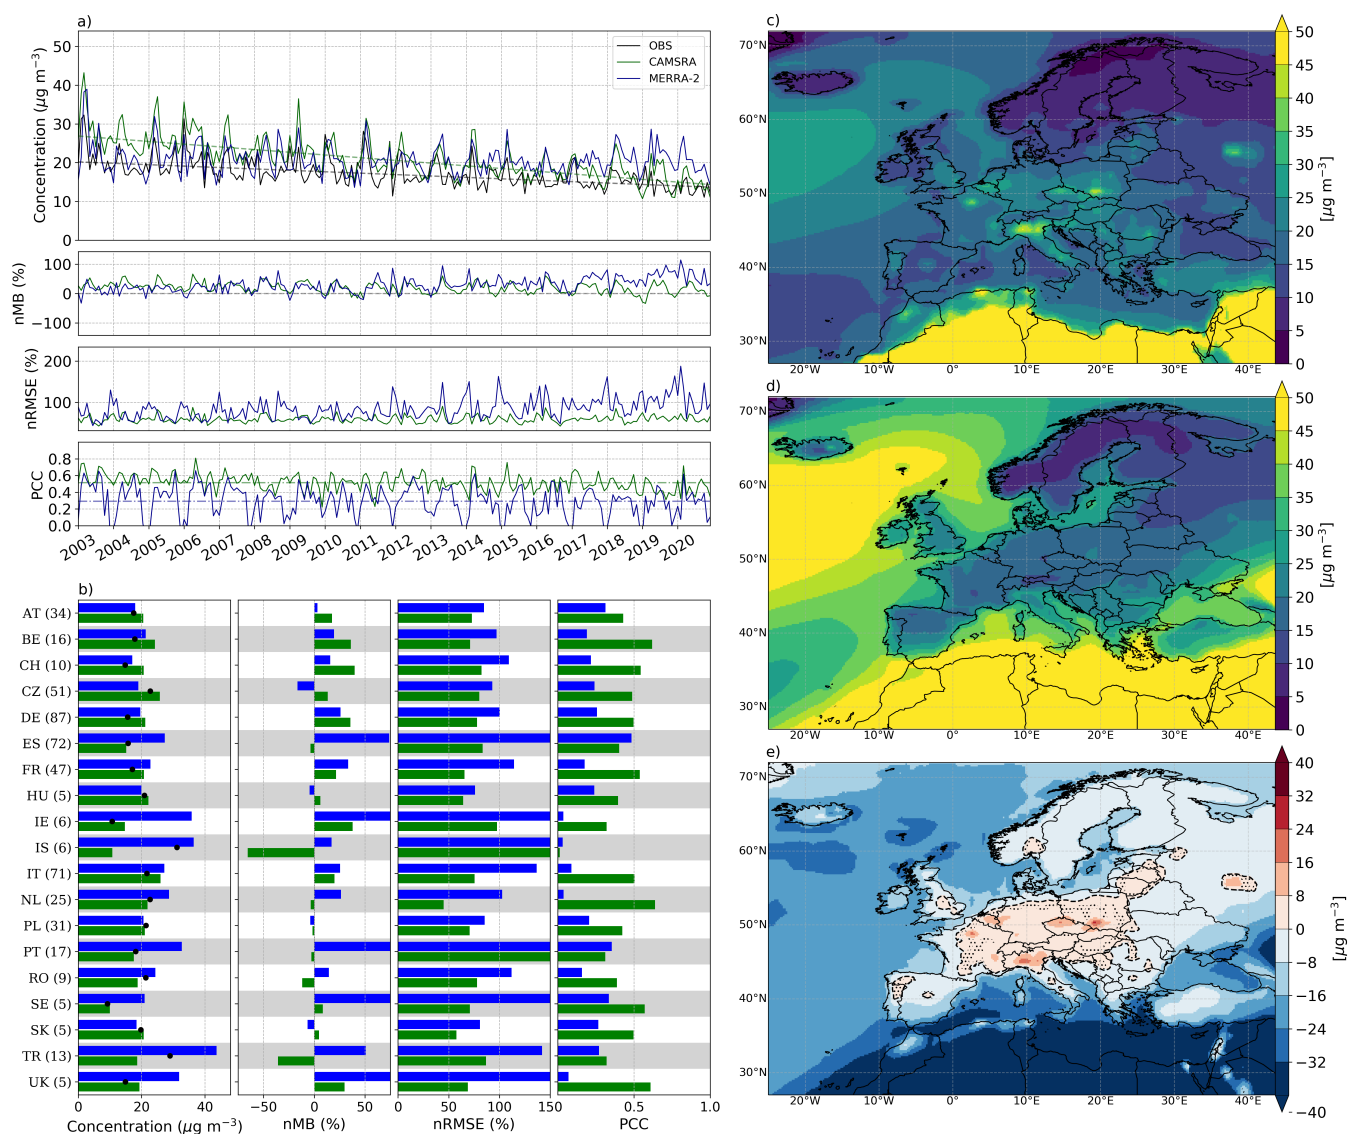 a)
50
40
30
20
10
0
Concentration (μg m−3)
OBS
CAMSRA
MERRA-2
100
0
−100
nMB (%)
200
100
nRMSE (%)
0.8
0.6
0.4
0.2
0.0
PCC
2003 2004 2005 2006 2007 2008 2009 2010 2011 2012 2013 2014 2015 2016 2017 2018 2019 2020
b)
AT (34)
BE (16)
CH (10)
CZ (51)
DE (87)
ES (72)
FR (47)
HU (5)
IE (6)
IS (6)
IT (71)
NL (25)
PL (31)
PT (17)
RO (9)
SE (5)
SK (5)
TR (13)
UK (5)
0 20 40 −50 0 50 0 50 100 150 0.5 1.0
Concentration (μg m−3) nMB (%) nRMSE (%) PCC
c)
70°N
60°N
50°N
40°N
30°N
20°W 10°W 0°E 10°E 20°E 30°E 40°E
50
45
40
35
30
25
20
15
10
5
0
[μg m−3]
d)
70°N
60°N
50°N
40°N
30°N
20°W 10°W 0°E 10°E 20°E 30°E 40°E
50
45
40
35
30
25
20
15
10
5
0
[μg m−3]
e)
70°N
60°N
50°N
40°N
30°N
20°W 10°W 0°E 10°E 20°E 30°E 40°E
40
32
24
16
8
0
−8
−16
−24
−32
−40
[μg m−3]